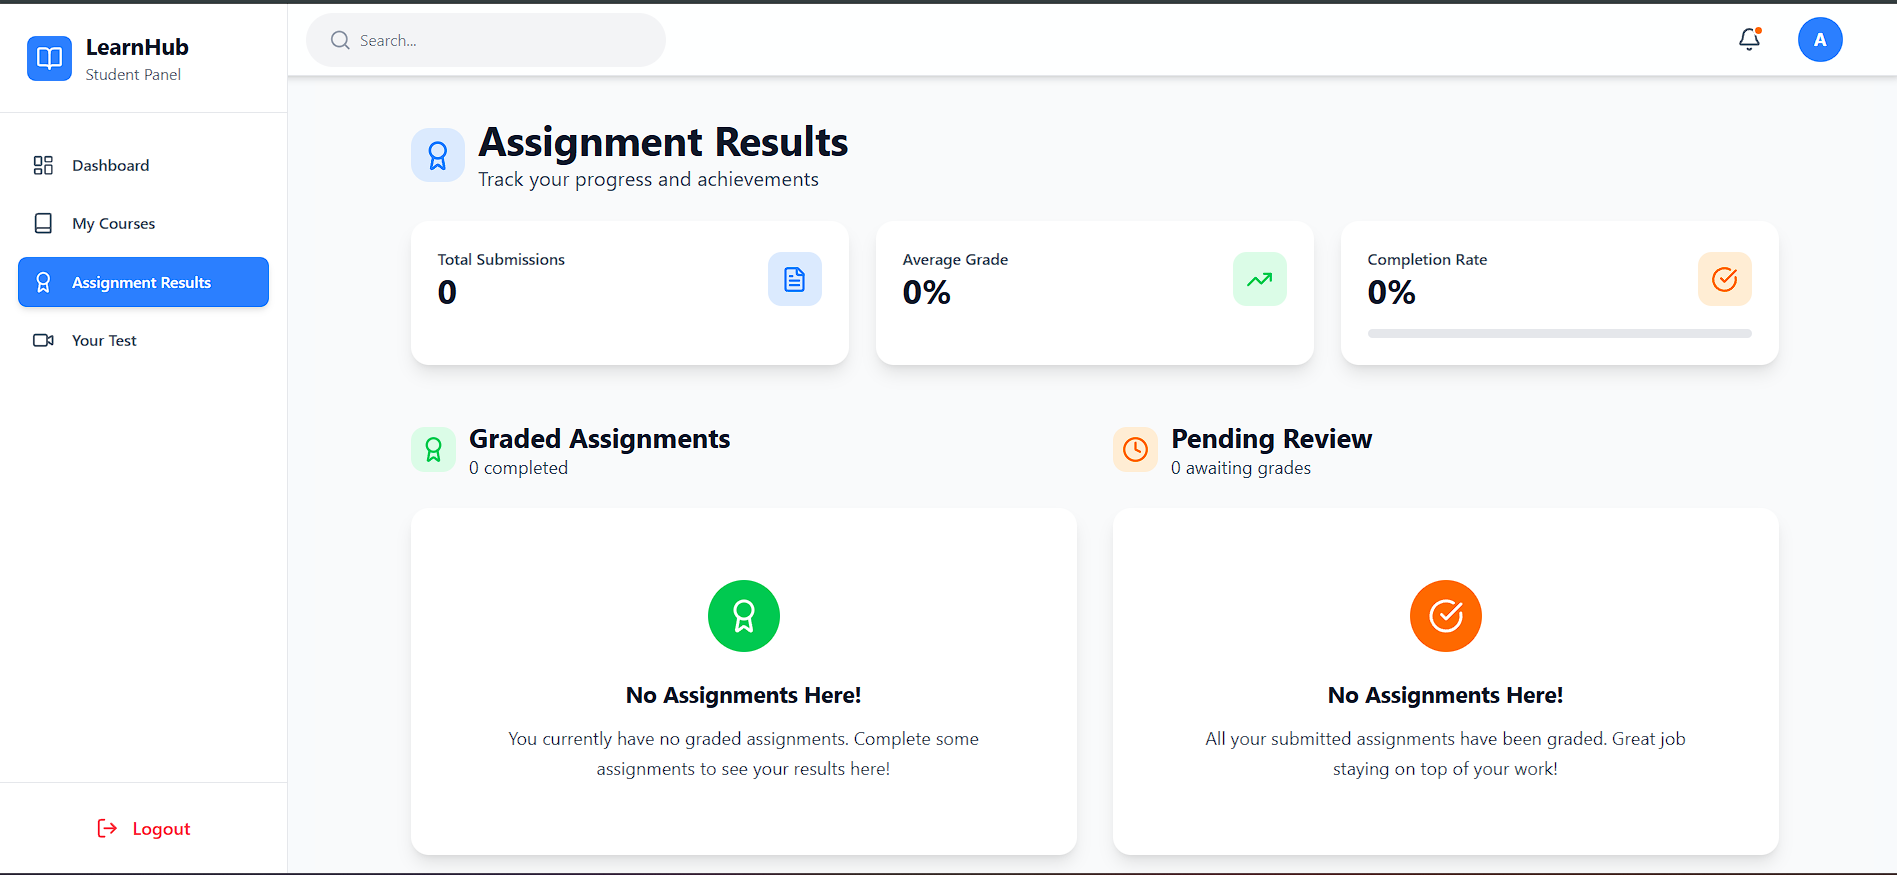 LearnHub
Student Panel
Search...
A
Dashboard
My Courses
Assignment Results
Your Test
Logout
Assignment Results
Track your progress and achievements
Total Submissions
0
Average Grade
0%
Completion Rate
0%
Graded Assignments
0 completed
Pending Review
0 awaiting grades
No Assignments Here!
You currently have no graded assignments. Complete some
assignments to see your results here!
No Assignments Here!
All your submitted assignments have been graded. Great job
staying on top of your work!